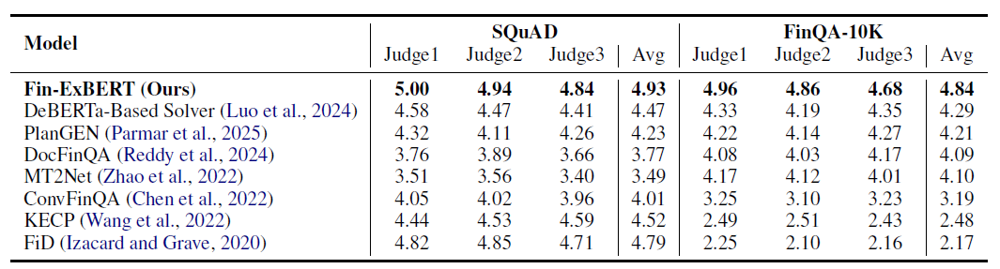 Model SQuAD FinQA-10K
Judge1 Judge2 Judge3 Avg Judge1 Judge2 Judge3 Avg
Fin-ExBERT (Ours) 5.00 4.94 4.84 4.93 4.96 4.86 4.68 4.84
DeBERTa-Based Solver (Luo et al., 2024) 4.58 4.47 4.41 4.47 4.33 4.19 4.35 4.29
PlanGEN (Parmar et al., 2025) 4.32 4.11 4.26 4.23 4.22 4.14 4.27 4.21
DocFinQA (Reddy et al., 2024) 3.76 3.89 3.66 3.77 4.08 4.03 4.17 4.09
MT2Net (Zhao et al., 2022) 3.51 3.56 3.40 3.49 4.17 4.12 4.01 4.10
ConvFinQA (Chen et al., 2022) 4.05 4.02 3.96 4.01 3.25 3.10 3.23 3.19
KECP (Wang et al., 2022) 4.44 4.53 4.59 4.52 2.49 2.51 2.43 2.48
FiD (Izacard and Grave, 2020) 4.82 4.85 4.71 4.79 2.25 2.10 2.16 2.17